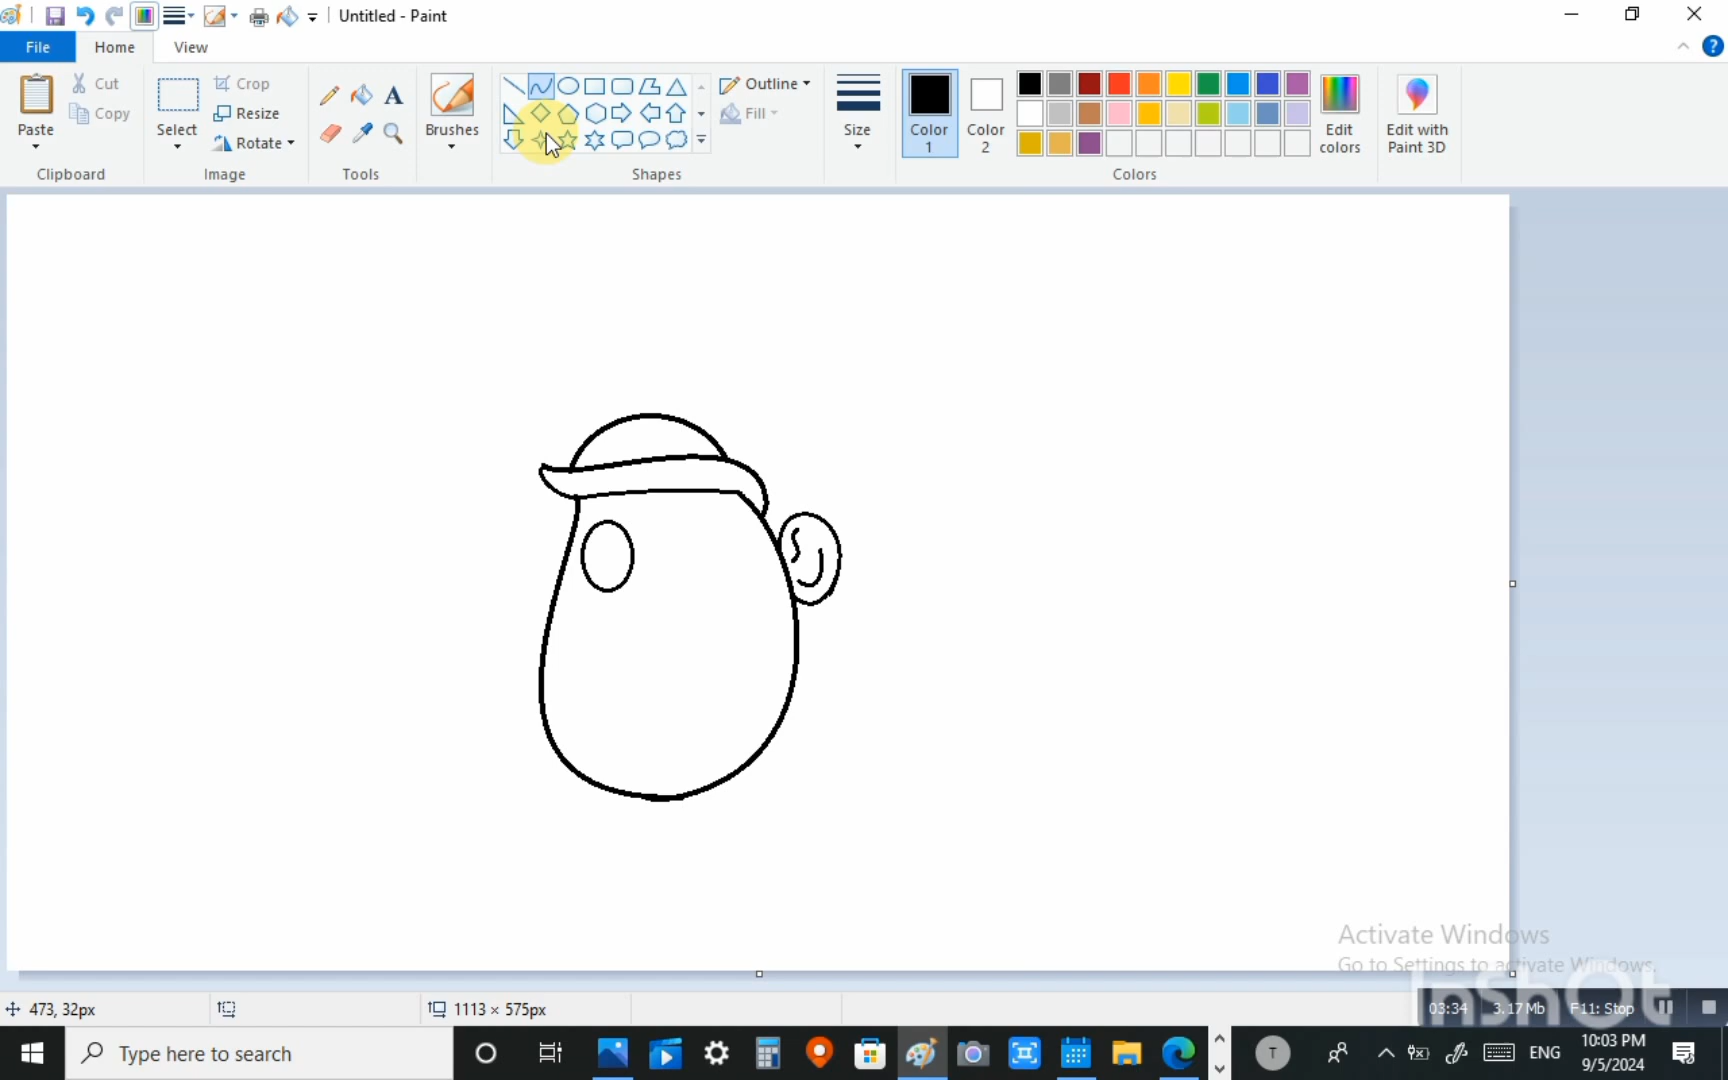 Untitled - Paint
File Home View
Cut Crop Outline
Copy Resize Fill
Paste Select Rotate Brushes Size Color 1 Color 2 Edit colors Edit with Paint 3D
Clipboard Image Tools Shapes Colors
Activate Windows
Go to Settings to activate Windows.
InShOt
473, 32px 1113 × 575px 03:34 3.17 Mb F11: Stop
Type here to search T ENG 10:03 PM
9/5/2024